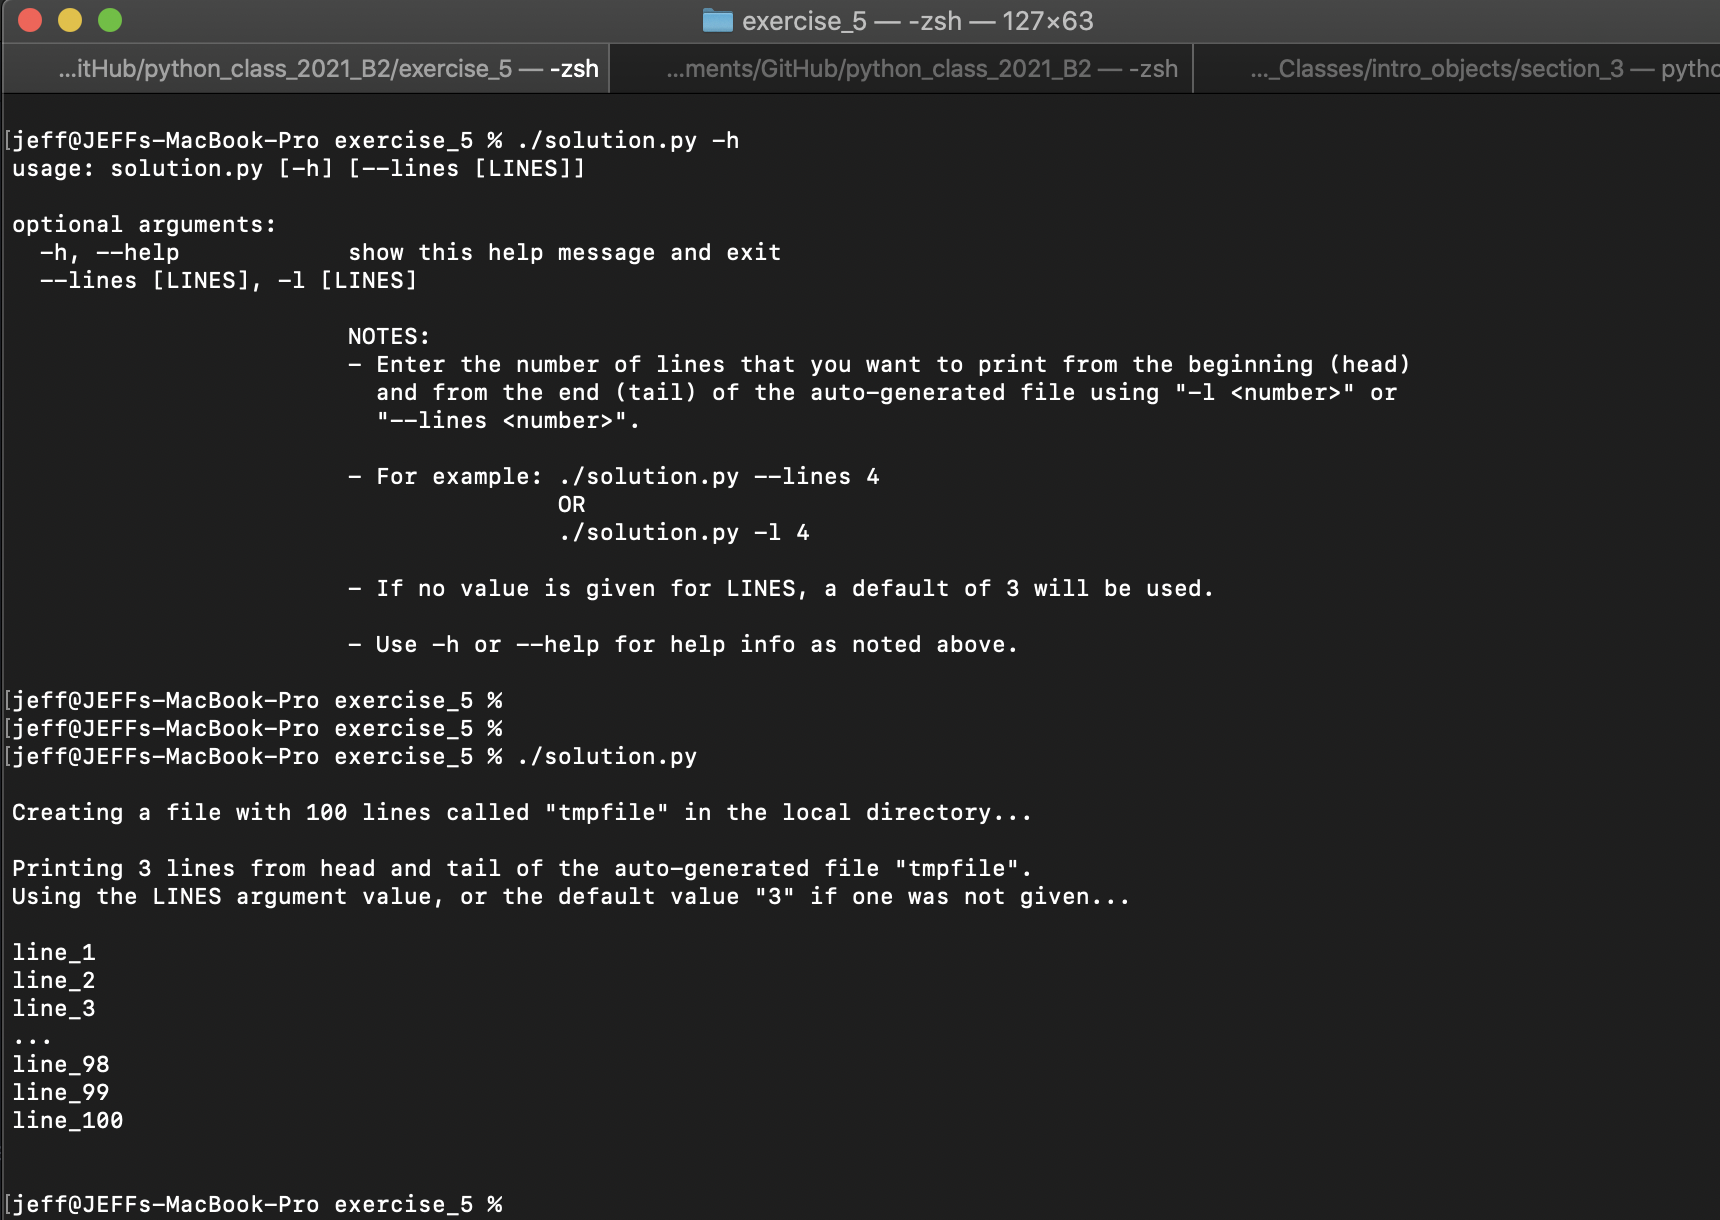 exercise_5 — -zsh — 127×63
...itHub/python_class_2021_B2/exercise_5 — -zsh
...ments/GitHub/python_class_2021_B2 — -zsh
..._Classes/intro_objects/section_3 — pytho
[jeff@JEFFs-MacBook-Pro exercise_5 % ./solution.py -h
usage: solution.py [-h] [--lines [LINES]]
optional arguments:
  -h, --help            show this help message and exit
  --lines [LINES], -l [LINES]
                        NOTES:
                        - Enter the number of lines that you want to print from the beginning (head)
                          and from the end (tail) of the auto-generated file using "-l <number>" or
                          "--lines <number>".
                        - For example: ./solution.py --lines 4
                                       OR
                                       ./solution.py -l 4
                        - If no value is given for LINES, a default of 3 will be used.
                        - Use -h or --help for help info as noted above.
[jeff@JEFFs-MacBook-Pro exercise_5 %
[jeff@JEFFs-MacBook-Pro exercise_5 %
[jeff@JEFFs-MacBook-Pro exercise_5 % ./solution.py
Creating a file with 100 lines called "tmpfile" in the local directory...
Printing 3 lines from head and tail of the auto-generated file "tmpfile".
Using the LINES argument value, or the default value "3" if one was not given...
line_1
line_2
line_3
...
line_98
line_99
line_100
[jeff@JEFFs-MacBook-Pro exercise_5 %